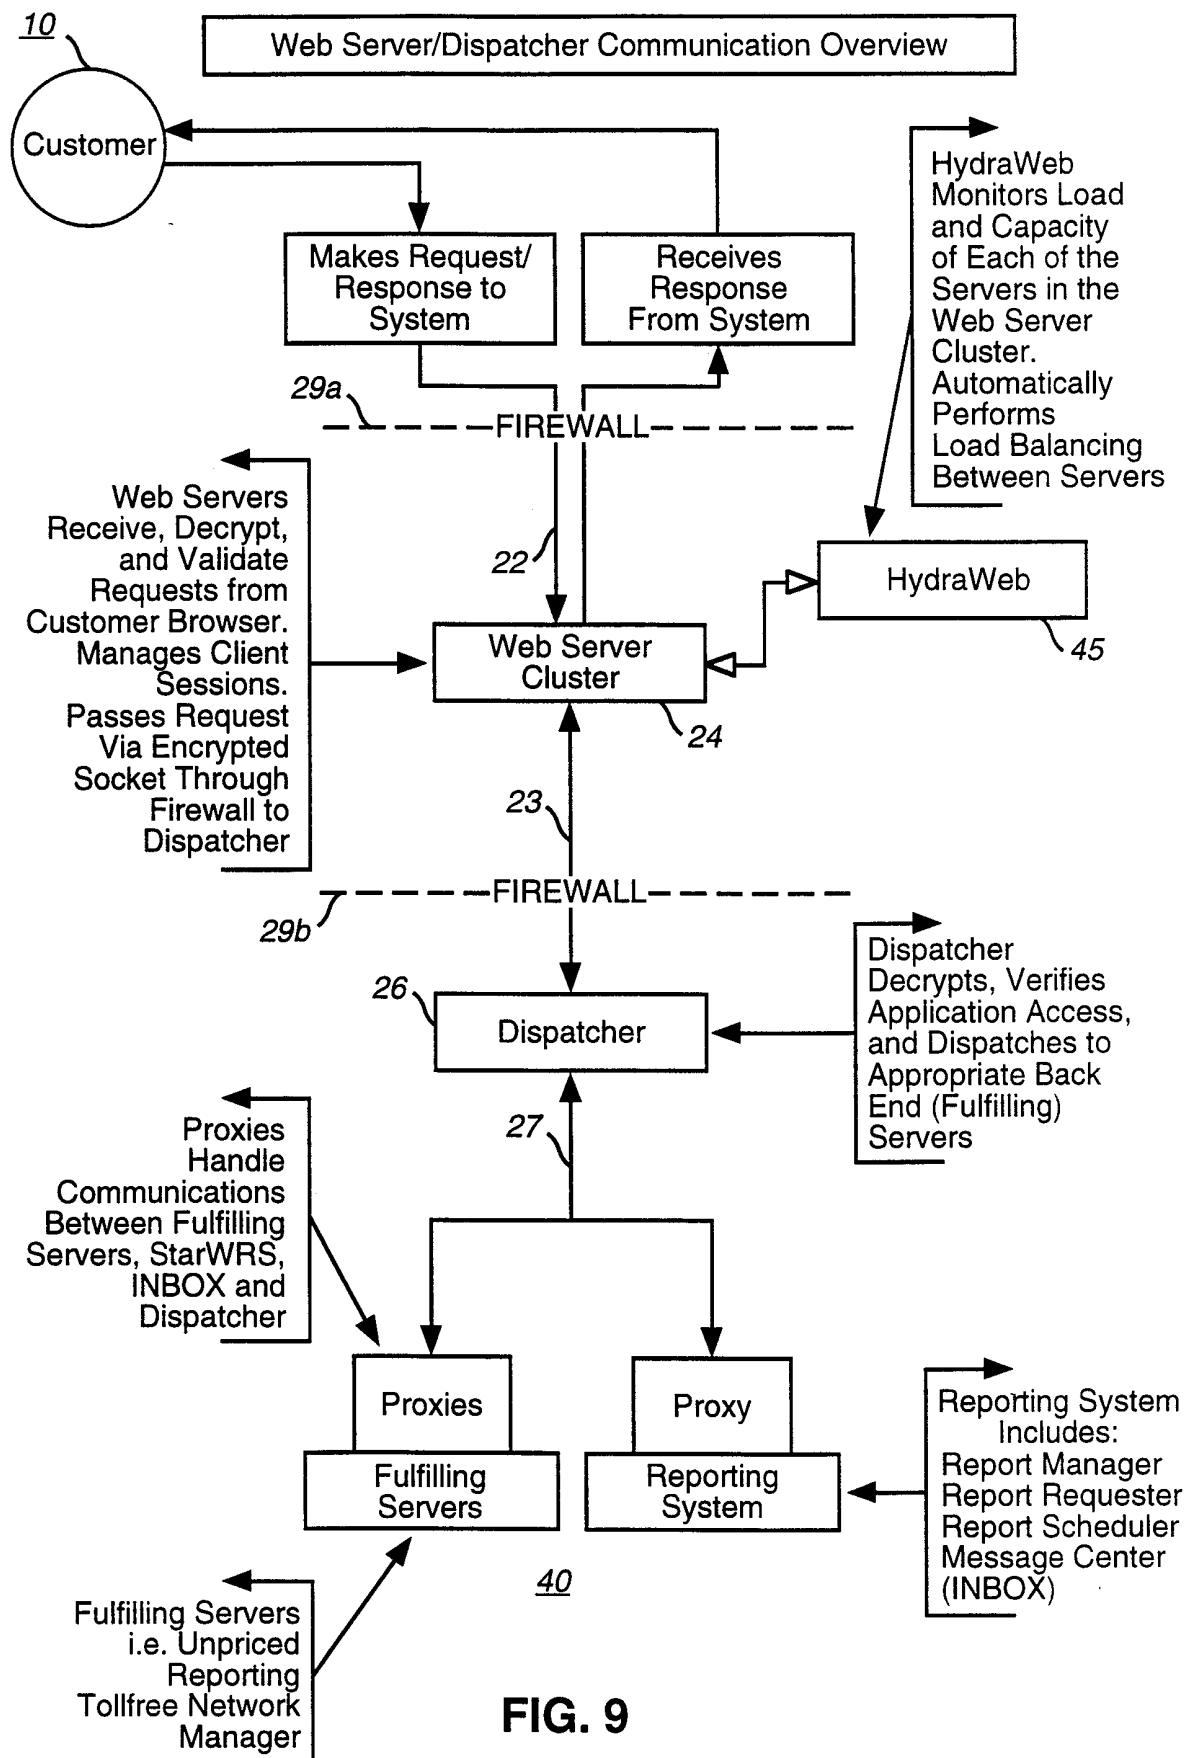 10
Web Server/Dispatcher Communication Overview
Customer
Makes Request/
Response to
System
Receives
Response
From System
HydraWeb
Monitors Load
and Capacity
of Each of the
Servers in the
Web Server
Cluster.
Automatically
Performs
Load Balancing
Between Servers
29a
FIREWALL
Web Servers
Receive, Decrypt,
and Validate
Requests from
Customer Browser.
Manages Client
Sessions.
Passes Request
Via Encrypted
Socket Through
Firewall to
Dispatcher
22
HydraWeb
45
Web Server
Cluster
24
23
FIREWALL
29b
26
Dispatcher
Dispatcher
Decrypts, Verifies
Application Access,
and Dispatches to
Appropriate Back
End (Fulfilling)
Servers
27
Proxies
Handle
Communications
Between Fulfilling
Servers, StarWRS,
INBOX and
Dispatcher
Proxies
Fulfilling
Servers
Proxy
Reporting
System
Reporting System
Includes:
Report Manager
Report Requester
Report Scheduler
Message Center
(INBOX)
40
Fulfilling Servers
i.e. Unpriced
Reporting
Tollfree Network
Manager
FIG. 9